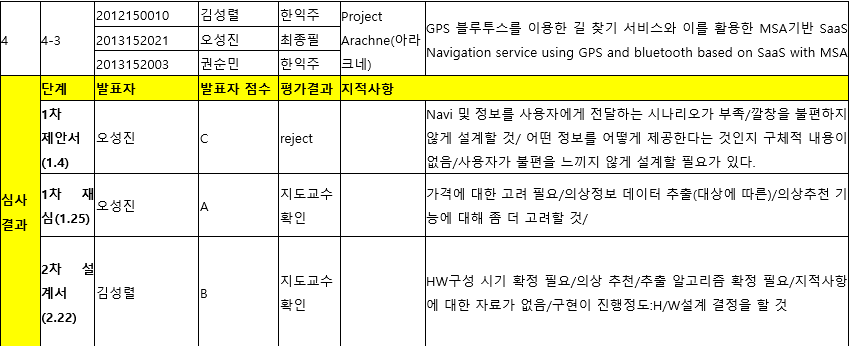 4 4-3 2012150010 김성렬 한익주 Project Arachne(아라크네) GPS 블루투스를 이용한 길 찾기 서비스와 이를 활용한 MSA기반 SaaS
2013152021 오성진 최종필 Navigation service using GPS and bluetooth based on SaaS with MSA
2013152003 권순민 한익주
심사
결과
단계 발표자 발표자 점수 평가결과 지적사항
1차
제안서
(1.4)
오성진 C reject
Navi 및 정보를 사용자에게 전달하는 시나리오가 부족/깔창을 불편하지
않게 설계할 것/ 어떤 정보를 어떻게 제공한다는 것인지 구체적 내용이
없음/사용자가 불편을 느끼지 않게 설계할 필요가 있다.
1차 재
심(1.25)
오성진 A 지도교수
확인
가격에 대한 고려 필요/의상정보 데이터 추출(대상에 따른)/의상추천 기
능에 대해 좀 더 고려할 것/
2차 설
계서
(2.22)
김성렬 B 지도교수
확인
HW구성 시기 확정 필요/의상 추천/추출 알고리즘 확정 필요/지적사항
에 대한 자료가 없음/구현이 진행정도:H/W설계 결정을 할 것